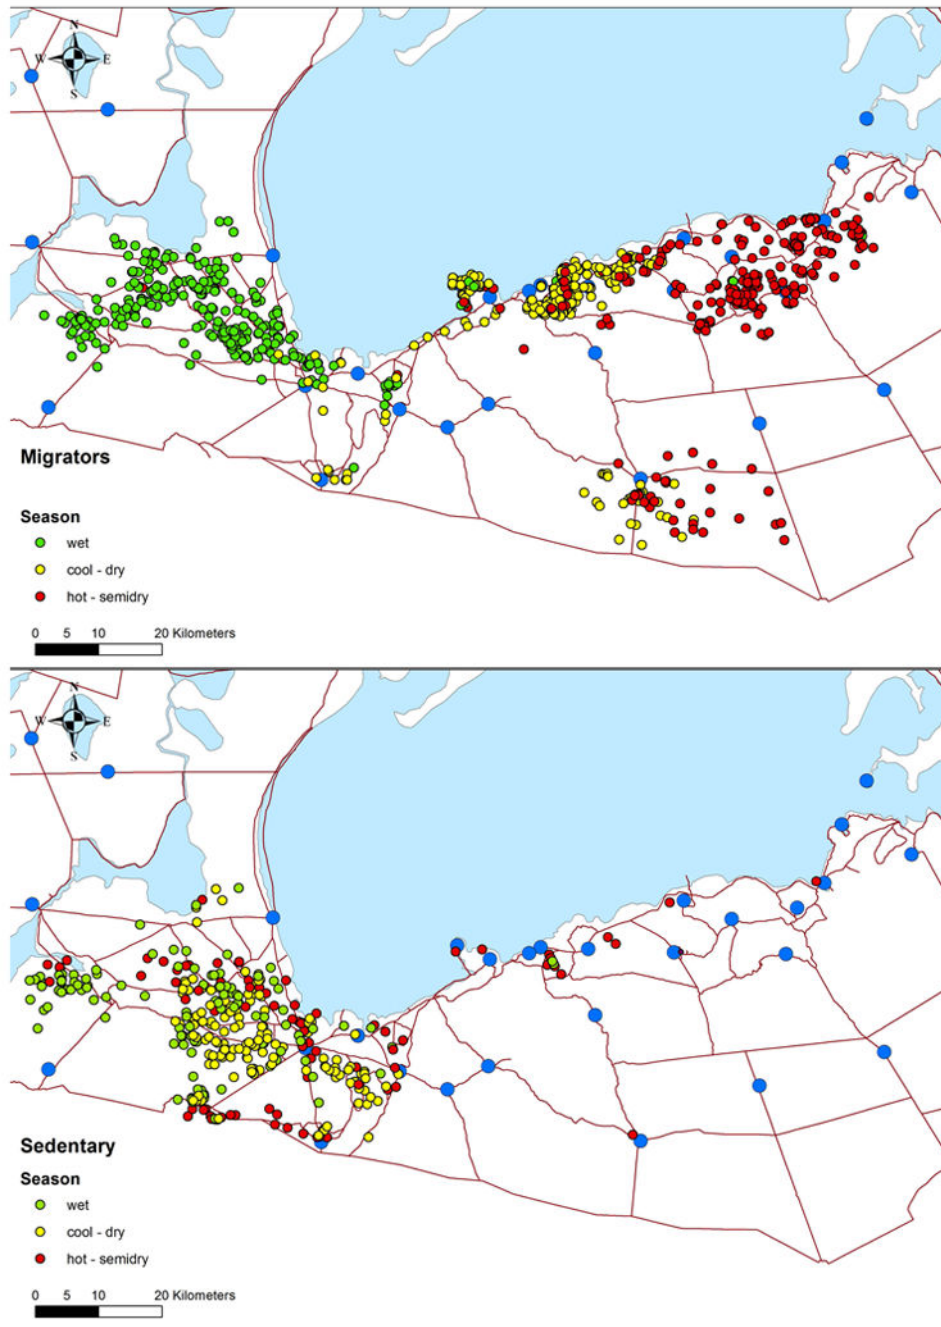 N
W E
S
Migrators
Season
wet
cool - dry
hot - semidry
0 5 10 20 Kilometers
N
W E
S
Sedentary
Season
wet
cool - dry
hot - semidry
0 5 10 20 Kilometers